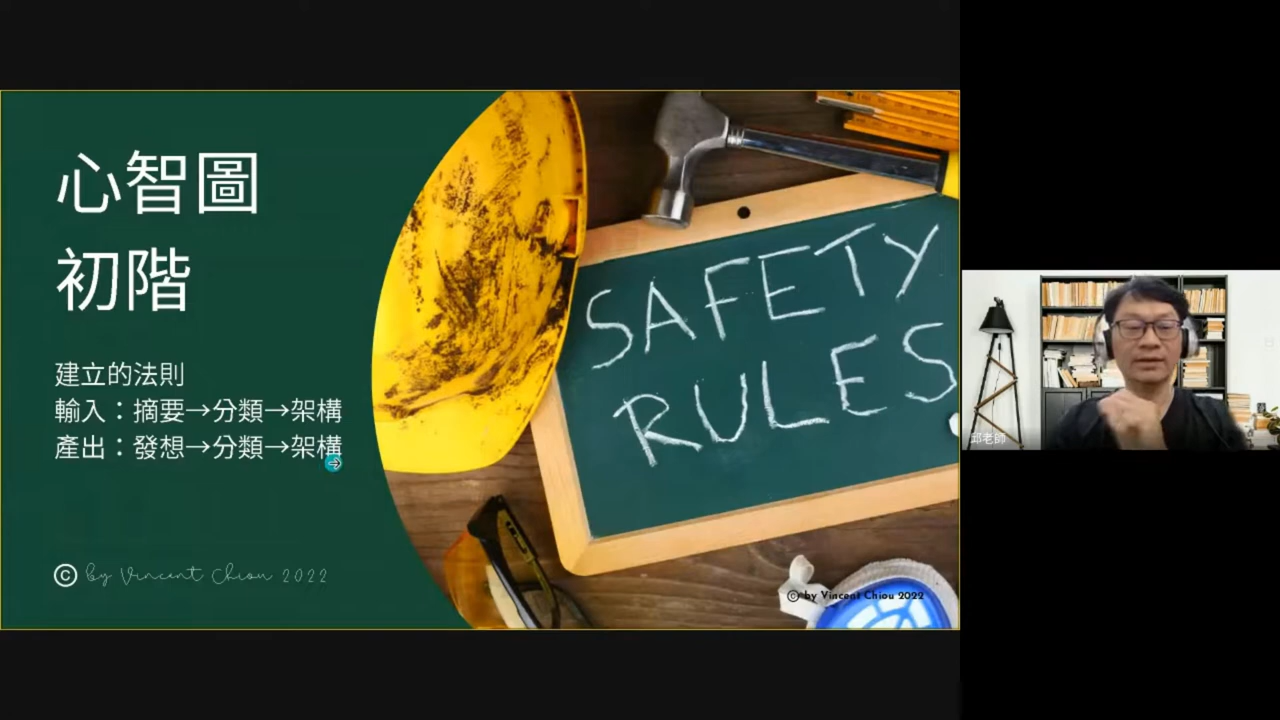 心智圖
初階
建立的法則
輸入：摘要→分類→架構
產出：發想→分類→架構
© by Vincent Chiou 2022
SAFETY
RULES
© by Vincent Chiou 2022
邱老師